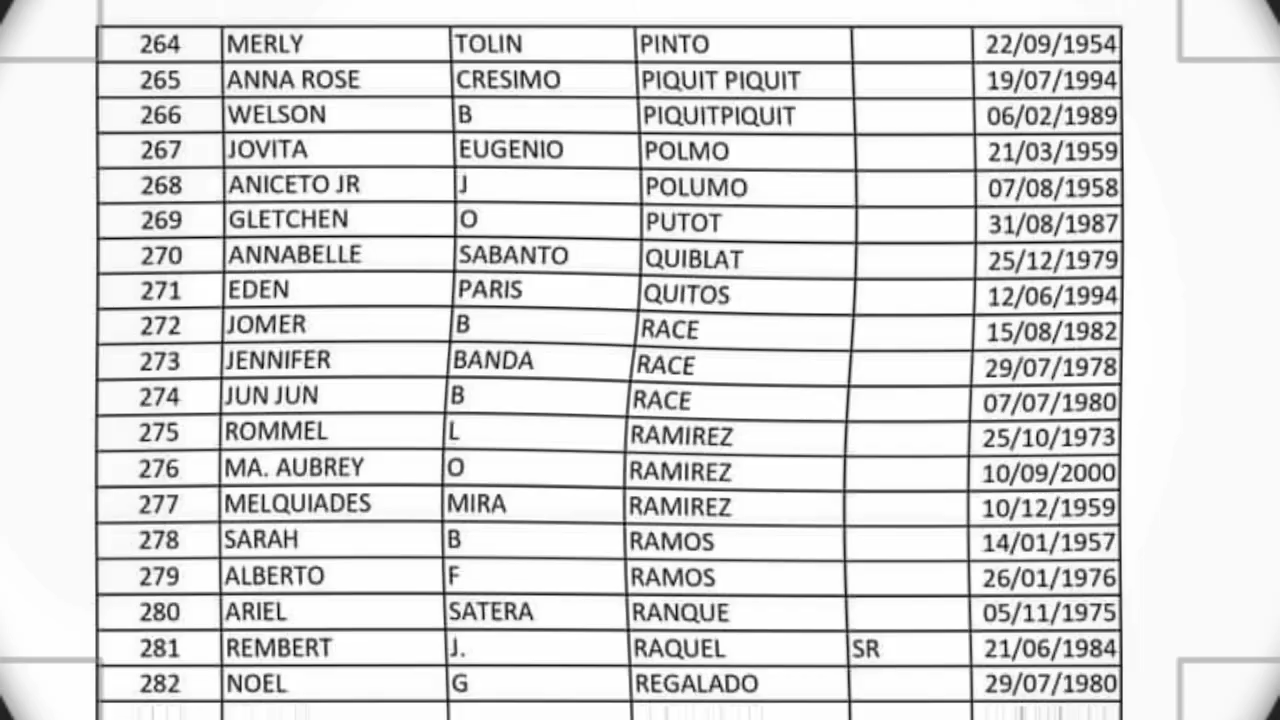 264 MERLY TOLIN PINTO 22/09/1954
265 ANNA ROSE CRESIMO PIQUIT PIQUIT 19/07/1994
266 WELSON B PIQUITPIQUIT 06/02/1989
267 JOVITA EUGENIO POLMO 21/03/1959
268 ANICETO JR J POLUMO 07/08/1958
269 GLETCHEN O PUTOT 31/08/1987
270 ANNABELLE SABANTO QUIBLAT 25/12/1979
271 EDEN PARIS QUITOS 12/06/1994
272 JOMER B RACE 15/08/1982
273 JENNIFER BANDA RACE 29/07/1978
274 JUN JUN B RACE 07/07/1980
275 ROMMEL L RAMIREZ 25/10/1973
276 MA. AUBREY O RAMIREZ 10/09/2000
277 MELQUIADES MIRA RAMIREZ 10/12/1959
278 SARAH B RAMOS 14/01/1957
279 ALBERTO F RAMOS 26/01/1976
280 ARIEL SATERA RANQUE 05/11/1975
281 REMBERT J. RAQUEL SR 21/06/1984
282 NOEL G REGALADO 29/07/1980